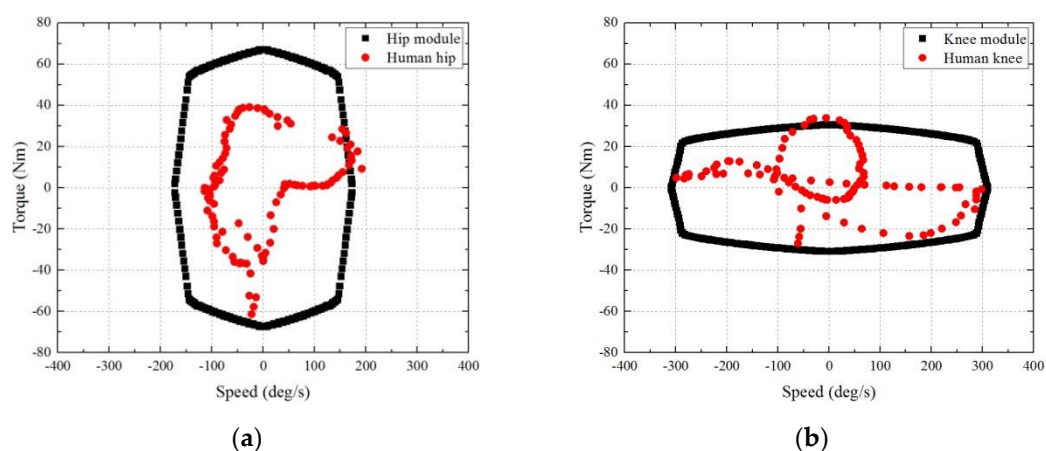 80
60
40
20
0
-20
-40
-60
-80
Torque (Nm)
-400 -300 -200 -100 0 100 200 300 400
Speed (deg/s)
Hip module
Human hip
(a)
80
60
40
20
0
-20
-40
-60
-80
Torque (Nm)
-400 -300 -200 -100 0 100 200 300 400
Speed (deg/s)
Knee module
Human knee
(b)